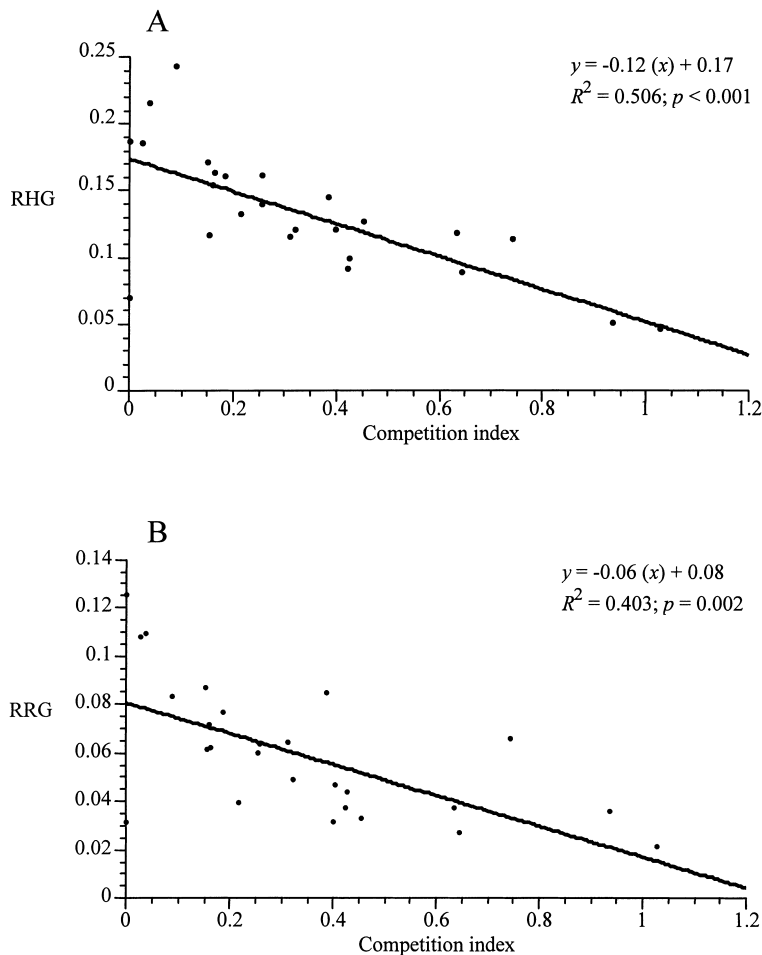 A
0.25
y = -0.12 (x) + 0.17
R² = 0.506; p < 0.001
0.2
0.15
RHG
0.1
0.05
0
0 0.2 0.4 0.6 0.8 1 1.2
Competition index
B
0.14
y = -0.06 (x) + 0.08
R² = 0.403; p = 0.002
0.12
0.1
0.08
RRG
0.06
0.04
0.02
0
0 0.2 0.4 0.6 0.8 1 1.2
Competition index